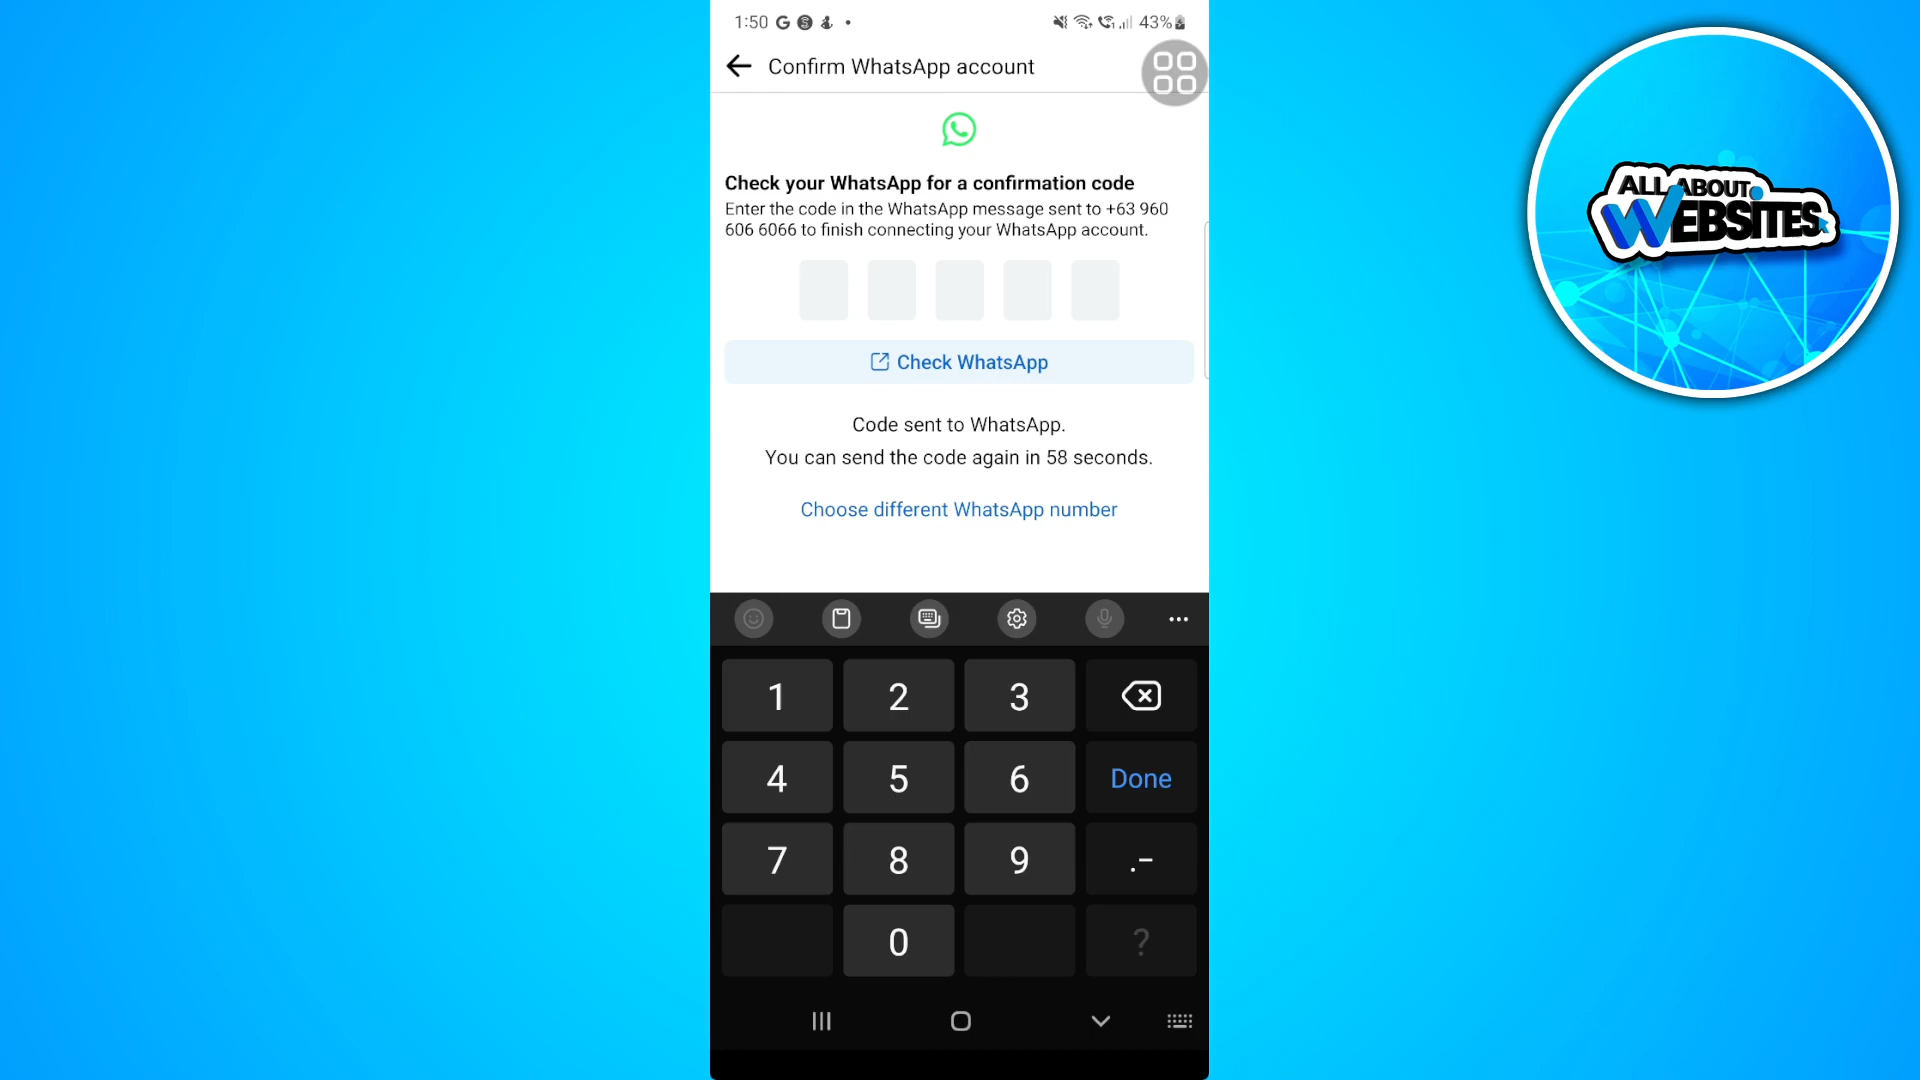 1:50 G
43%
Confirm WhatsApp account
Check your WhatsApp for a confirmation code
Enter the code in the WhatsApp message sent to +63 960
606 6066 to finish connecting your WhatsApp account.
Check WhatsApp
Code sent to WhatsApp.
You can send the code again in 58 seconds.
Choose different WhatsApp number
1 2 3
4 5 6 Done
7 8 9 .-
0 ?
ALL ABOUT
WEBSITES